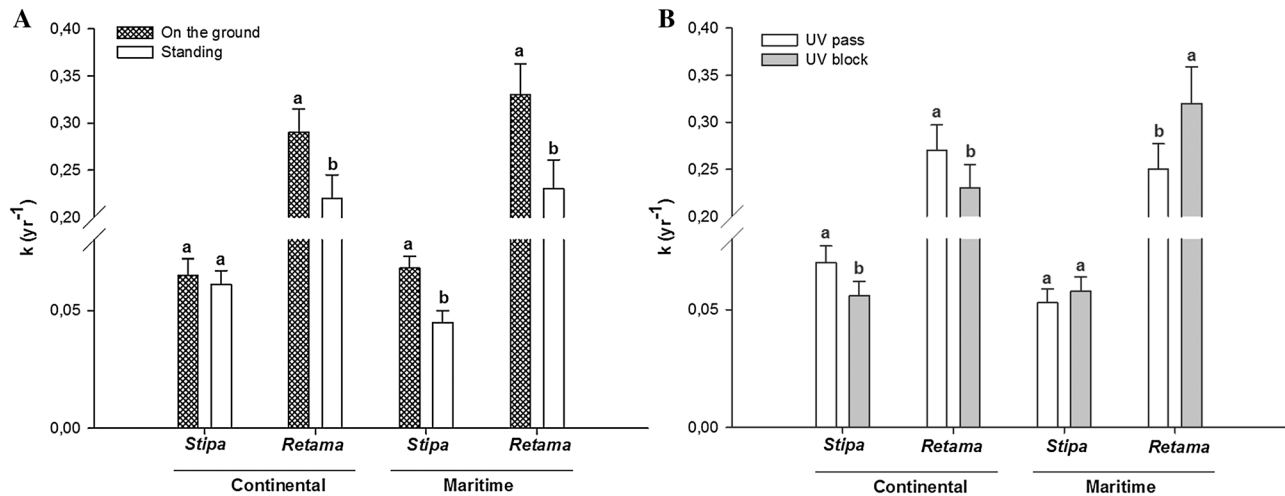 A
On the ground
Standing
k (yr-1)
0,40
0,35
0,30
0,25
0,20
0,05
0,00
a
a
a
b
a
b
a
b
Stipa Retama Stipa Retama
Continental Maritime
B
UV pass
UV block
k (yr-1)
0,40
0,35
0,30
0,25
0,20
0,05
0,00
a
b
a
b
a
a
b
a
Stipa Retama Stipa Retama
Continental Maritime